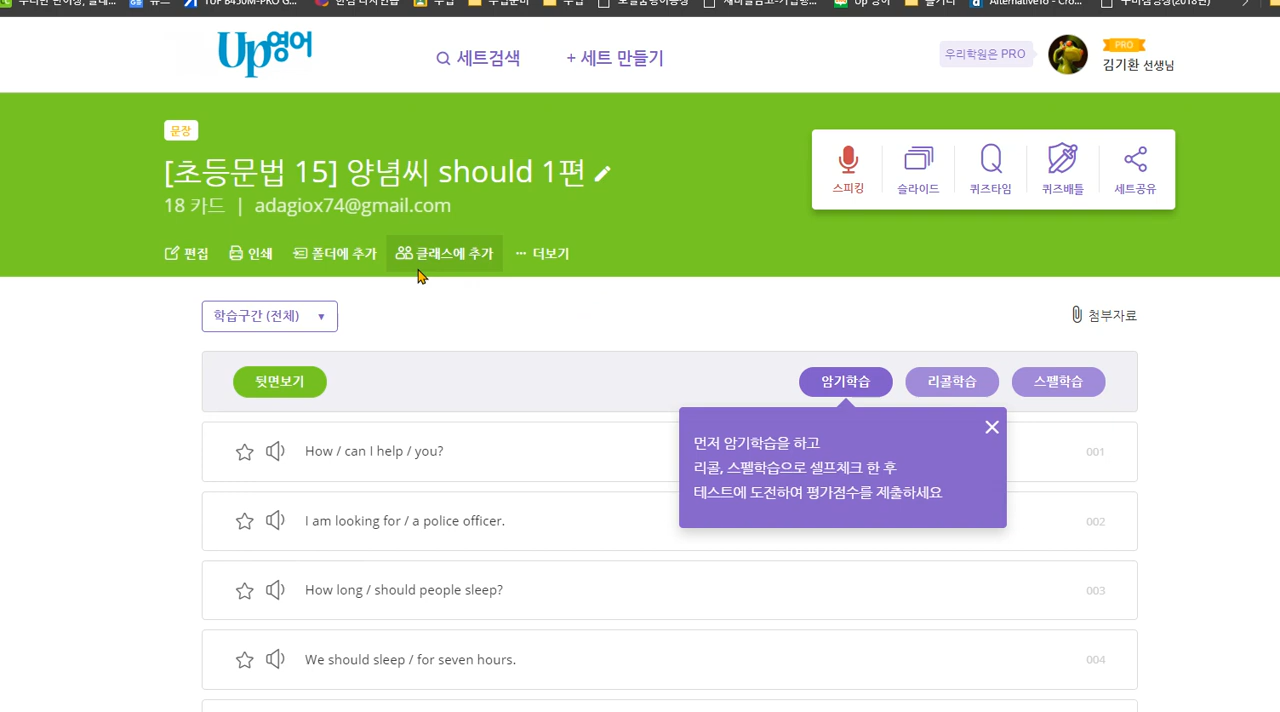 TUF B450M-PRO G...
Up 영어
AlternativeTo - Cro...
Up영어
세트검색
+ 세트 만들기
우리학원은 PRO
PRO
김기환 선생님
문장
[초등문법 15] 양념씨 should 1편
18 카드 | adagiox74@gmail.com
스피킹
슬라이드
퀴즈타임
퀴즈배틀
세트공유
편집
인쇄
폴더에 추가
클래스에 추가
··· 더보기
학습구간 (전체) ▼
첨부자료
뒷면보기
암기학습
리콜학습
스펠학습
먼저 암기학습을 하고
리콜, 스펠학습으로 셀프체크 한 후
테스트에 도전하여 평가점수를 제출하세요
How / can I help / you?
001
I am looking for / a police officer.
002
How long / should people sleep?
003
We should sleep / for seven hours.
004